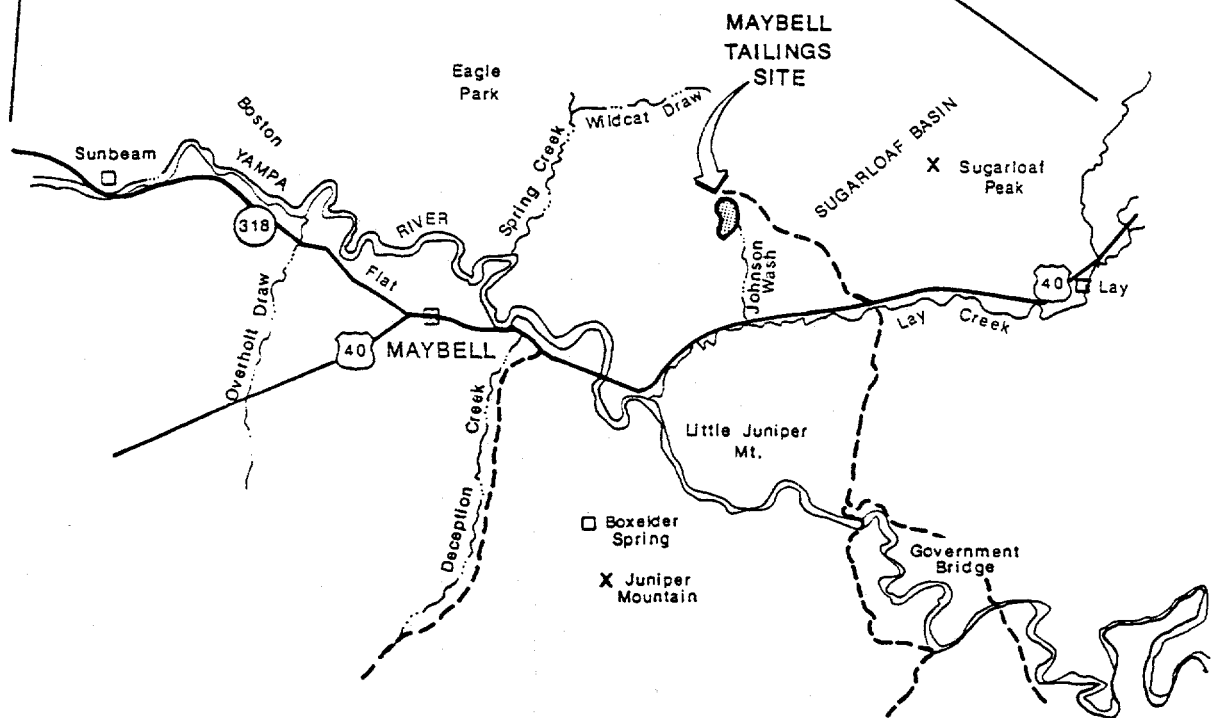 MAYBELL
TAILINGS
SITE
Eagle
Park
Wildcat Draw
Boston
YAMPA
Sunbeam
Spring Creek
SUGARLOAF BASIN
X Sugarloaf
Peak
318
RIVER
Flat
Overholt Draw
Johnson
Wash
40
Lay
Lay Creek
40
MAYBELL
Deception Creek
Little Juniper
Mt.
Boxelder
Spring
Government
Bridge
X Juniper
Mountain